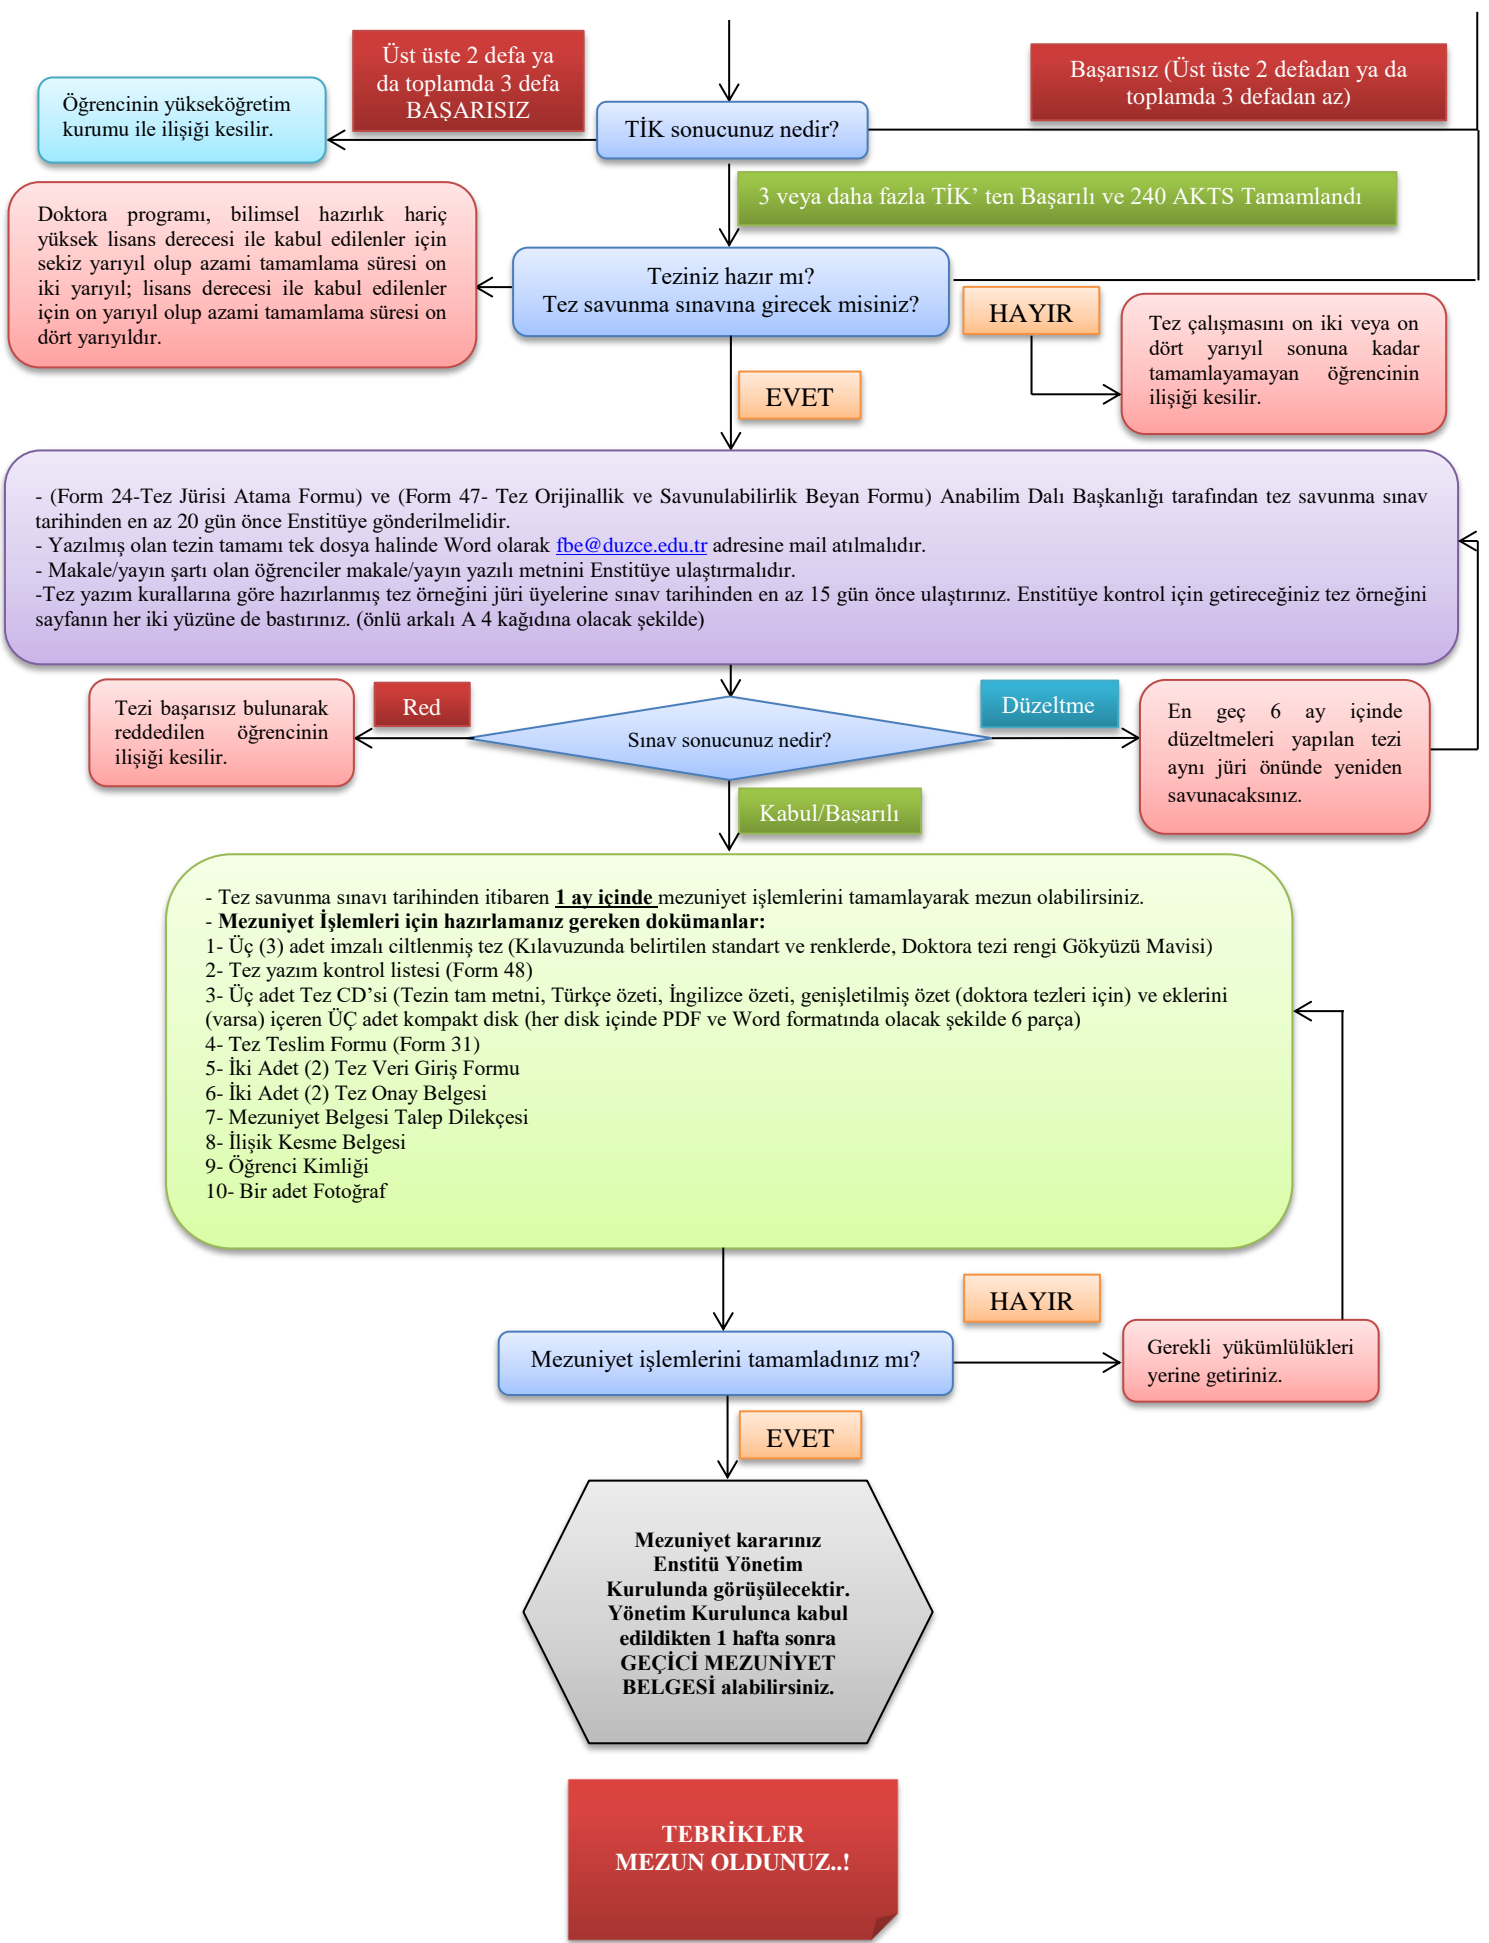 Üst üste 2 defa ya
da toplamda 3 defa
BAŞARISIZ
Başarısız (Üst üste 2 defadan ya da
toplamda 3 defadan az)
Öğrencinin yükseköğretim
kurumu ile ilişiği kesilir.
TİK sonucunuz nedir?
3 veya daha fazla TİK’ ten Başarılı ve 240 AKTS Tamamlandı
Doktora programı, bilimsel hazırlık hariç
yüksek lisans derecesi ile kabul edilenler için
sekiz yarıyıl olup azami tamamlama süresi on
iki yarıyıl; lisans derecesi ile kabul edilenler
için on yarıyıl olup azami tamamlama süresi on
dört yarıyıldır.
Teziniz hazır mı?
Tez savunma sınavına girecek misiniz?
HAYIR
Tez çalışmasını on iki veya on
dört yarıyıl sonuna kadar
tamamlayamayan öğrencinin
ilişiği kesilir.
EVET
- (Form 24-Tez Jürisi Atama Formu) ve (Form 47- Tez Orijinallik ve Savunulabilirlik Beyan Formu) Anabilim Dalı Başkanlığı tarafından tez savunma sınav
tarihinden en az 20 gün önce Enstitüye gönderilmelidir.
- Yazılmış olan tezin tamamı tek dosya halinde Word olarak fbe@duzce.edu.tr adresine mail atılmalıdır.
- Makale/yayın şartı olan öğrenciler makale/yayın yazılı metnini Enstitüye ulaştırmalıdır.
-Tez yazım kurallarına göre hazırlanmış tez örneğini jüri üyelerine sınav tarihinden en az 15 gün önce ulaştırınız. Enstitüye kontrol için getireceğiniz tez örneğini
sayfanın her iki yüzüne de bastırınız. (önlü arkalı A 4 kağıdına olacak şekilde)
Tezi başarısız bulunarak
reddedilen öğrencinin
ilişiği kesilir.
Red
Sınav sonucunuz nedir?
Düzeltme
En geç 6 ay içinde
düzeltmeleri yapılan tezi
aynı jüri önünde yeniden
savunacaksınız.
Kabul/Başarılı
- Tez savunma sınavı tarihinden itibaren 1 ay içinde mezuniyet işlemlerini tamamlayarak mezun olabilirsiniz.
- Mezuniyet İşlemleri için hazırlamanız gereken dokümanlar:
1- Üç (3) adet imzalı ciltlenmiş tez (Kılavuzunda belirtilen standart ve renklerde, Doktora tezi rengi Gökyüzü Mavisi)
2- Tez yazım kontrol listesi (Form 48)
3- Üç adet Tez CD’si (Tezin tam metni, Türkçe özeti, İngilizce özeti, genişletilmiş özet (doktora tezleri için) ve eklerini
(varsa) içeren ÜÇ adet kompakt disk (her disk içinde PDF ve Word formatında olacak şekilde 6 parça)
4- Tez Teslim Formu (Form 31)
5- İki Adet (2) Tez Veri Giriş Formu
6- İki Adet (2) Tez Onay Belgesi
7- Mezuniyet Belgesi Talep Dilekçesi
8- İlişik Kesme Belgesi
9- Öğrenci Kimliği
10- Bir adet Fotoğraf
HAYIR
Mezuniyet işlemlerini tamamladınız mı?
Gerekli yükümlülükleri
yerine getiriniz.
EVET
Mezuniyet kararınız
Enstitü Yönetim
Kurulunda görüşülecektir.
Yönetim Kurulunca kabul
edildikten 1 hafta sonra
GEÇİCİ MEZUNİYET
BELGESİ alabilirsiniz.
TEBRİKLER
MEZUN OLDUNUZ..!